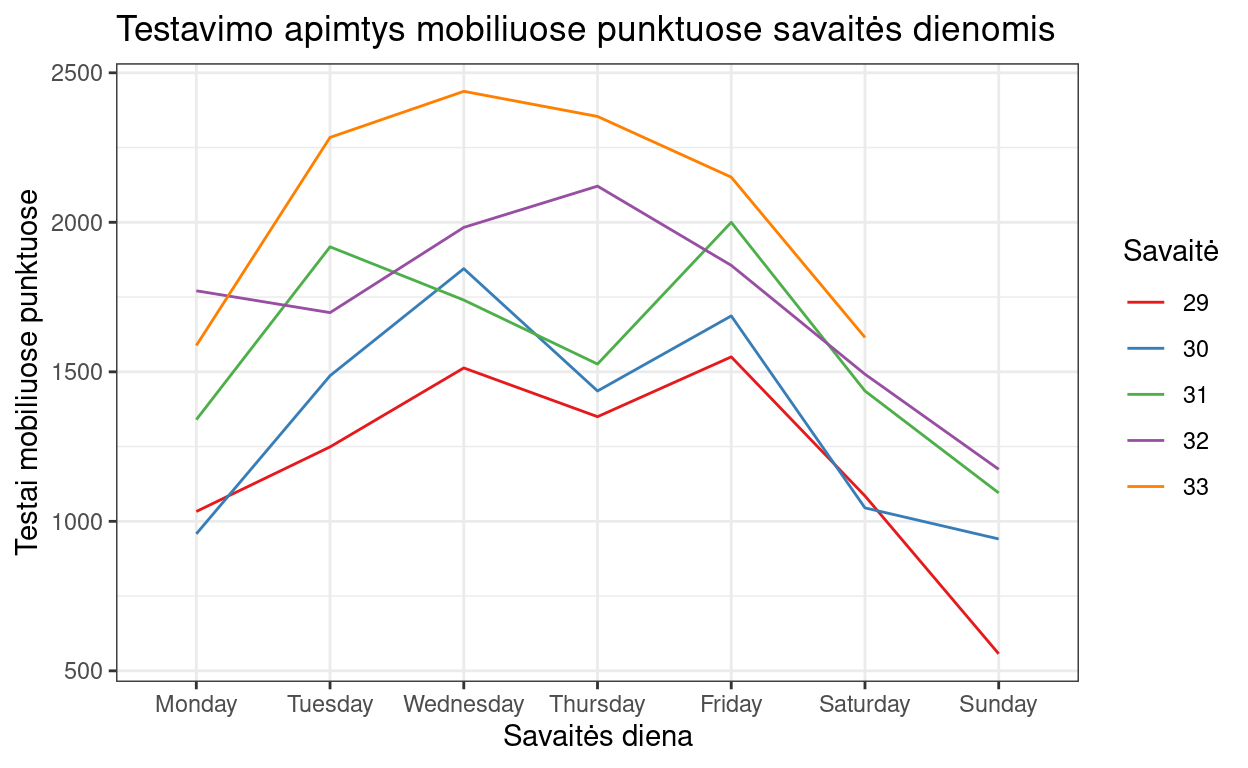 Testavimo apimtys mobiliuose punktuose savaitės dienomis
Testai mobiliuose punktuose
2500
2000
1500
1000
500
Monday Tuesday Wednesday Thursday Friday Saturday Sunday
Savaitės diena
Savaitė
29
30
31
32
33